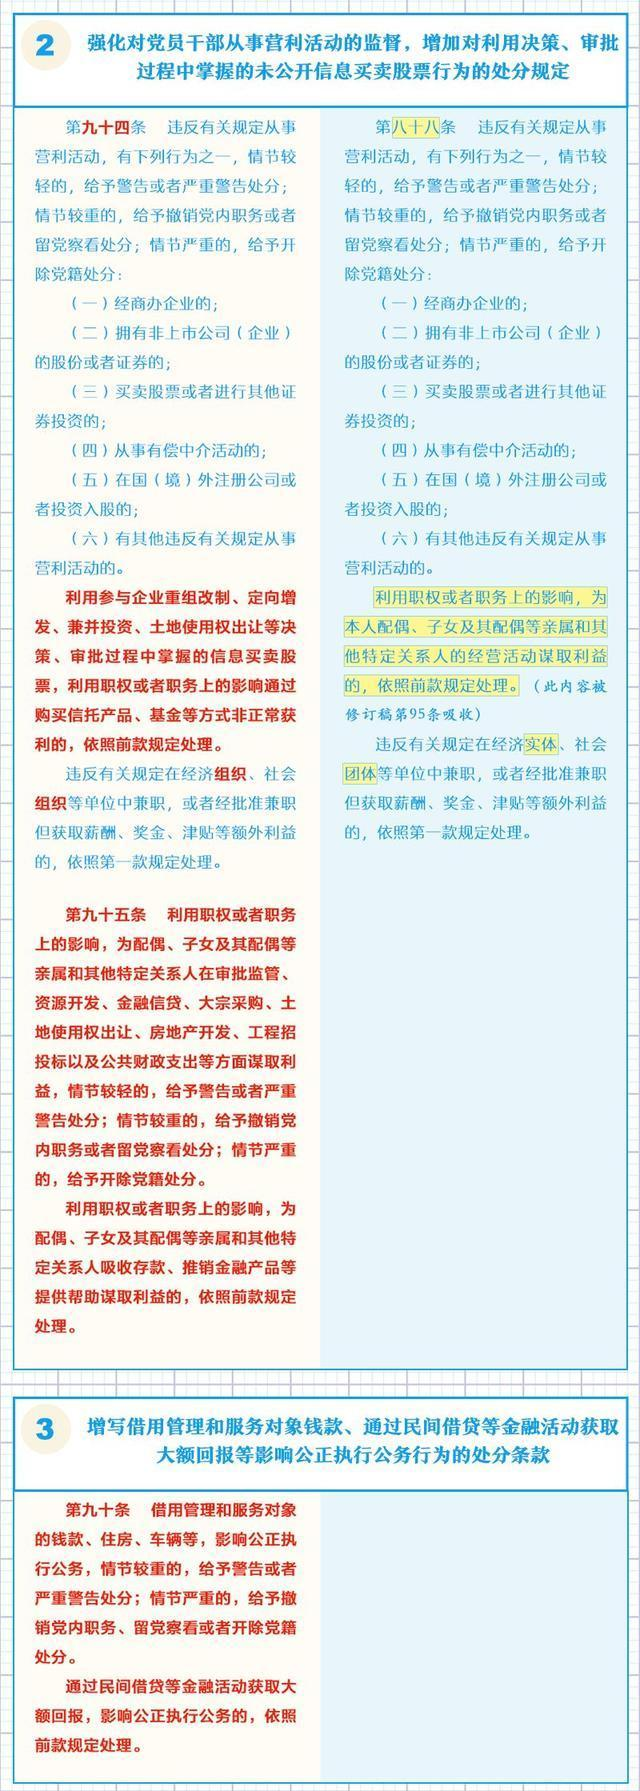 2
强化对党员干部从事营利活动的监督，增加对利用决策、审批
过程中掌握的未公开信息买卖股票行为的处分规定
第九十四条 违反有关规定从事
营利活动，有下列行为之一，情节较
轻的，给予警告或者严重警告处分；
情节较重的，给予撤销党内职务或者
留党察看处分；情节严重的，给予开
除党籍处分：
（一）经商办企业的；
（二）拥有非上市公司（企业）
的股份或者证券的；
（三）买卖股票或者进行其他证
券投资的；
（四）从事有偿中介活动的；
（五）在国（境）外注册公司或
者投资入股的；
（六）有其他违反有关规定从事
营利活动的。
利用参与企业重组改制、定向增
发、兼并投资、土地使用权出让等决
策、审批过程中掌握的信息买卖股
票，利用职权或者职务上的影响通过
购买信托产品、基金等方式非正常获
利的，依照前款规定处理。
违反有关规定在经济组织、社会
组织等单位中兼职，或者经批准兼职
但获取薪酬、奖金、津贴等额外利益
的，依照第一款规定处理。
第九十五条 利用职权或者职务
上的影响，为配偶、子女及其配偶等
亲属和其他特定关系人在审批监管、
资源开发、金融信贷、大宗采购、土
地使用权出让、房地产开发、工程招
投标以及公共财政支出等方面谋取利
益，情节较轻的，给予警告或者严重
警告处分；情节较重的，给予撤销党
内职务或者留党察看处分；情节严重
的，给予开除党籍处分。
利用职权或者职务上的影响，为
配偶、子女及其配偶等亲属和其他特
定关系人吸收存款、推销金融产品等
提供帮助谋取利益的，依照前款规定
处理。
第八十八条 违反有关规定从事
营利活动，有下列行为之一，情节较
轻的，给予警告或者严重警告处分；
情节较重的，给予撤销党内职务或者
留党察看处分；情节严重的，给予开
除党籍处分：
（一）经商办企业的；
（二）拥有非上市公司（企业）
的股份或者证券的；
（三）买卖股票或者进行其他证
券投资的；
（四）从事有偿中介活动的；
（五）在国（境）外注册公司或
者投资入股的；
（六）有其他违反有关规定从事
营利活动的。
利用职权或者职务上的影响，为
本人配偶、子女及其配偶等亲属和其
他特定关系人的经营活动谋取利益
的，依照前款规定处理。（此内容被
修订稿第95条吸收）
违反有关规定在经济实体、社会
团体等单位中兼职，或者经批准兼职
但获取薪酬、奖金、津贴等额外利益
的，依照第一款规定处理。
3
增写借用管理和服务对象钱款、通过民间借贷等金融活动获取
大额回报等影响公正执行公务行为的处分条款
第九十条 借用管理和服务对象
的钱款、住房、车辆等，影响公正执
行公务，情节较重的，给予警告或者
严重警告处分；情节严重的，给予撤
销党内职务、留党察看或者开除党籍
处分。
通过民间借贷等金融活动获取大
额回报，影响公正执行公务的，依照
前款规定处理。